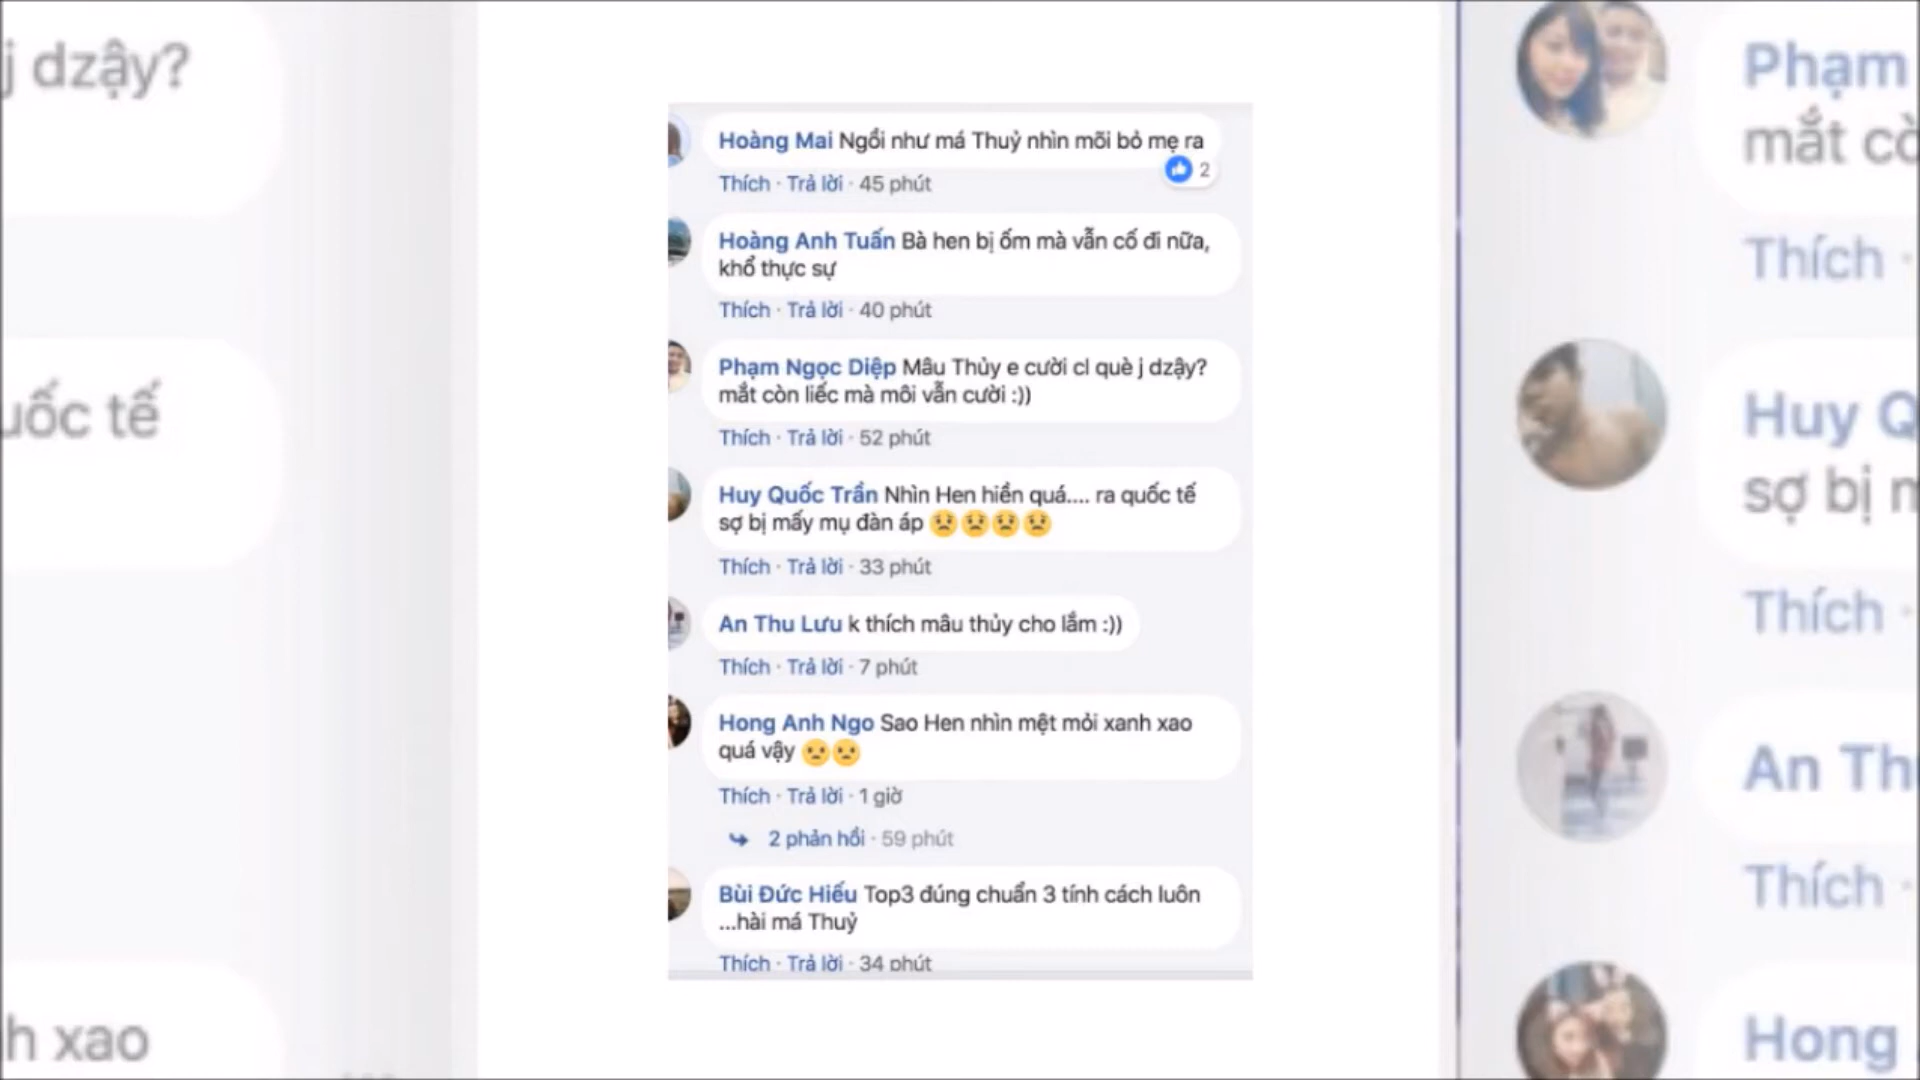 j dzậy?
uốc tế
h xao
Hoàng Mai Ngồi như má Thuỷ nhìn mõi bỏ mẹ ra
2
Thích · Trả lời · 45 phút
Hoàng Anh Tuấn Bà hen bị ốm mà vẫn cố đi nữa,
khổ thực sự
Thích · Trả lời · 40 phút
Phạm Ngọc Diệp Mâu Thủy e cười cl què j dzậy?
mắt còn liếc mà môi vẫn cười :))
Thích · Trả lời · 52 phút
Huy Quốc Trần Nhìn Hen hiền quá.... ra quốc tế
sợ bị mấy mụ đàn áp 😟😟😟😟
Thích · Trả lời · 33 phút
An Thu Lưu k thích mâu thủy cho lắm :))
Thích · Trả lời · 7 phút
Hong Anh Ngo Sao Hen nhìn mệt mỏi xanh xao
quá vậy 😟😟
Thích · Trả lời · 1 giờ
2 phản hồi · 59 phút
Bùi Đức Hiếu Top3 đúng chuẩn 3 tính cách luôn
...hài má Thuỷ
Thích · Trả lời · 34 phút
Phạm
mắt cò
Thích ·
Huy Q
sợ bị m
Thích ·
An Th
Thích ·
Hong